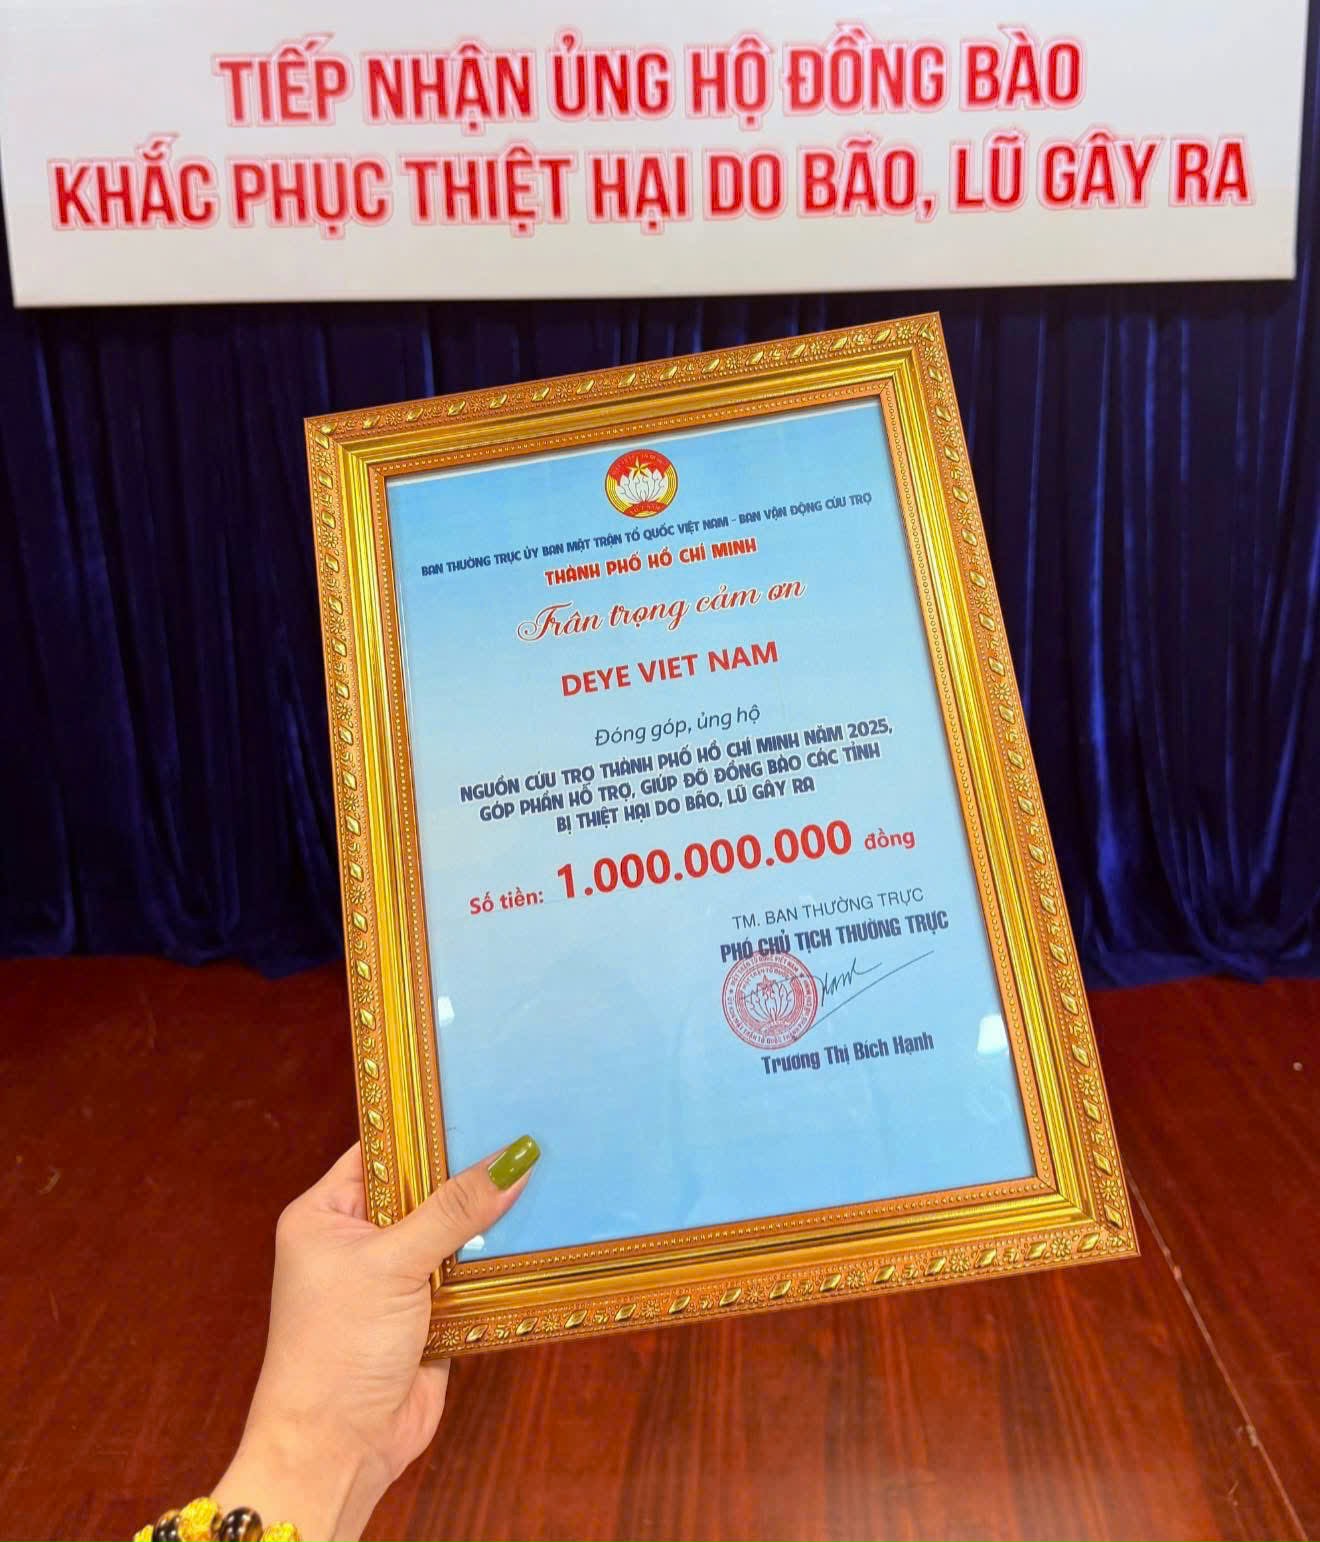 TIẾP NHẬN ỦNG HỘ ĐỒNG BÀO
KHẮC PHỤC THIỆT HẠI DO BÃO, LŨ GÂY RA
BAN THƯỜNG TRỰC ỦY BAN MẶT TRẬN TỔ QUỐC VIỆT NAM - BAN VẬN ĐỘNG CỨU TRỢ
THÀNH PHỐ HỒ CHÍ MINH
Trân trọng cảm ơn
DEYE VIET NAM
Đóng góp, ủng hộ
NGUỒN CỨU TRỢ THÀNH PHỐ HỒ CHÍ MINH NĂM 2025,
GÓP PHẦN HỖ TRỢ, GIÚP ĐỠ ĐỒNG BÀO CÁC TỈNH
BỊ THIỆT HẠI DO BÃO, LŨ GÂY RA
Số tiền: 1.000.000.000 đồng
TM. BAN THƯỜNG TRỰC
PHÓ CHỦ TỊCH THƯỜNG TRỰC
Trương Thị Bích Hạnh